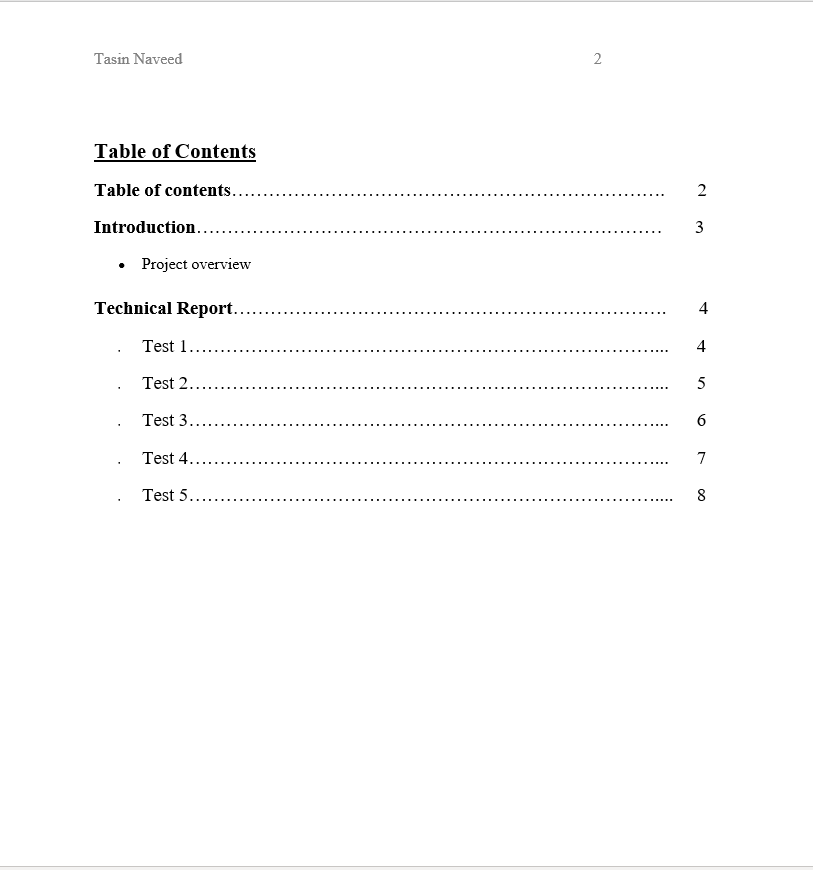 Tasin Naveed 2
Table of Contents
Table of contents…………………………………………………………. 2
Introduction……………………………………………………………… 3
• Project overview
Technical Report…………………………………………………………. 4
. Test 1……………………………………………………………... 4
. Test 2……………………………………………………………... 5
. Test 3……………………………………………………………... 6
. Test 4……………………………………………………………... 7
. Test 5…………………………………………………………….... 8